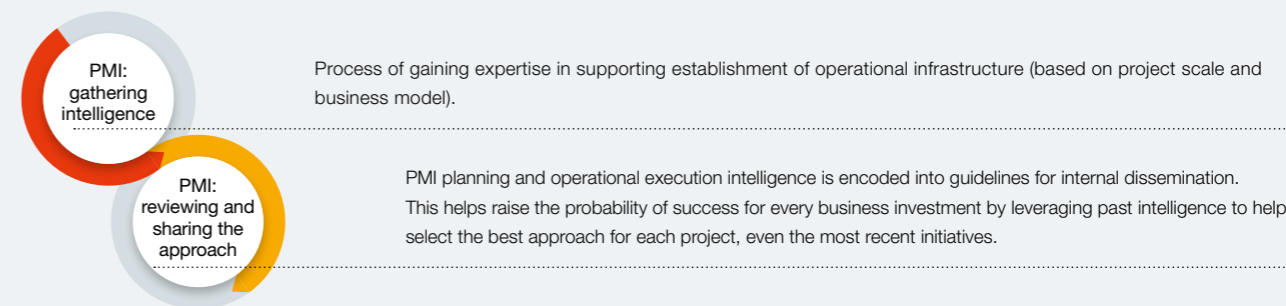 PMI:
gathering
intelligence
Process of gaining expertise in supporting establishment of operational infrastructure (based on project scale and
business model).
PMI:
reviewing and
sharing the
approach
PMI planning and operational execution intelligence is encoded into guidelines for internal dissemination.
This helps raise the probability of success for every business investment by leveraging past intelligence to help
select the best approach for each project, even the most recent initiatives.